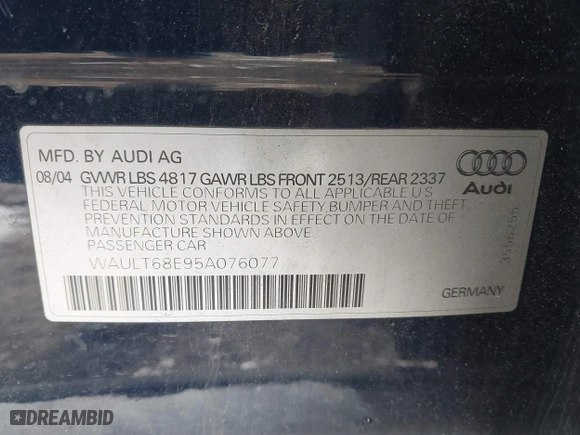 MFD. BY AUDI AG
08/04 GVWR LBS 4817 GAWR LBS FRONT 2513/REAR 2337
THIS VEHICLE CONFORMS TO ALL APPLICABLE U S
FEDERAL MOTOR VEHICLE SAFETY BUMPER AND THEFT
PREVENTION STANDARDS IN EFFECT ON THE DATE OF
MANUFACTURE SHOWN ABOVE
PASSENGER CAR
WAULT68E95A076077
Audi
3555255
GERMANY
DREAMBID